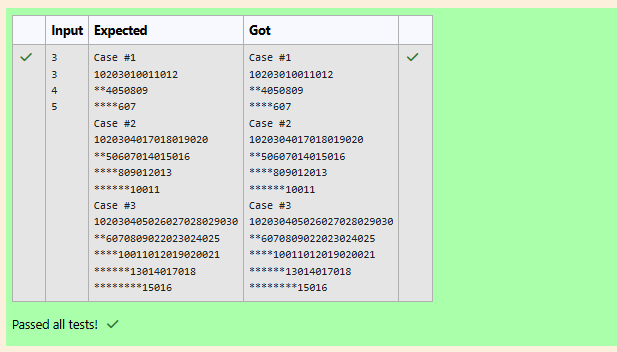 Input Expected Got
3 Case #1 Case #1
3 10203010011012 10203010011012
4 **4050809 **4050809
5 ****607 ****607
Case #2 Case #2
1020304017018019020 1020304017018019020
**50607014015016 **50607014015016
****809012013 ****809012013
******10011 ******10011
Case #3 Case #3
102030405026027028029030 102030405026027028029030
**6070809022023024025 **6070809022023024025
****10011012019020021 ****10011012019020021
******13014017018 ******13014017018
********15016 ********15016
Passed all tests!